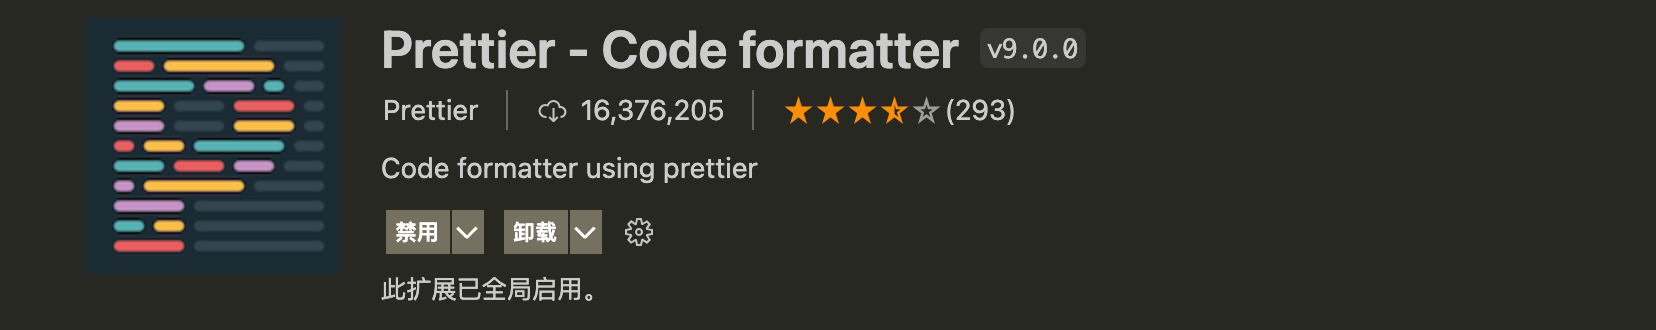 Prettier - Code formatter v9.0.0
Prettier 16,376,205 (293)
Code formatter using prettier
禁用 卸载
此扩展已全局启用。